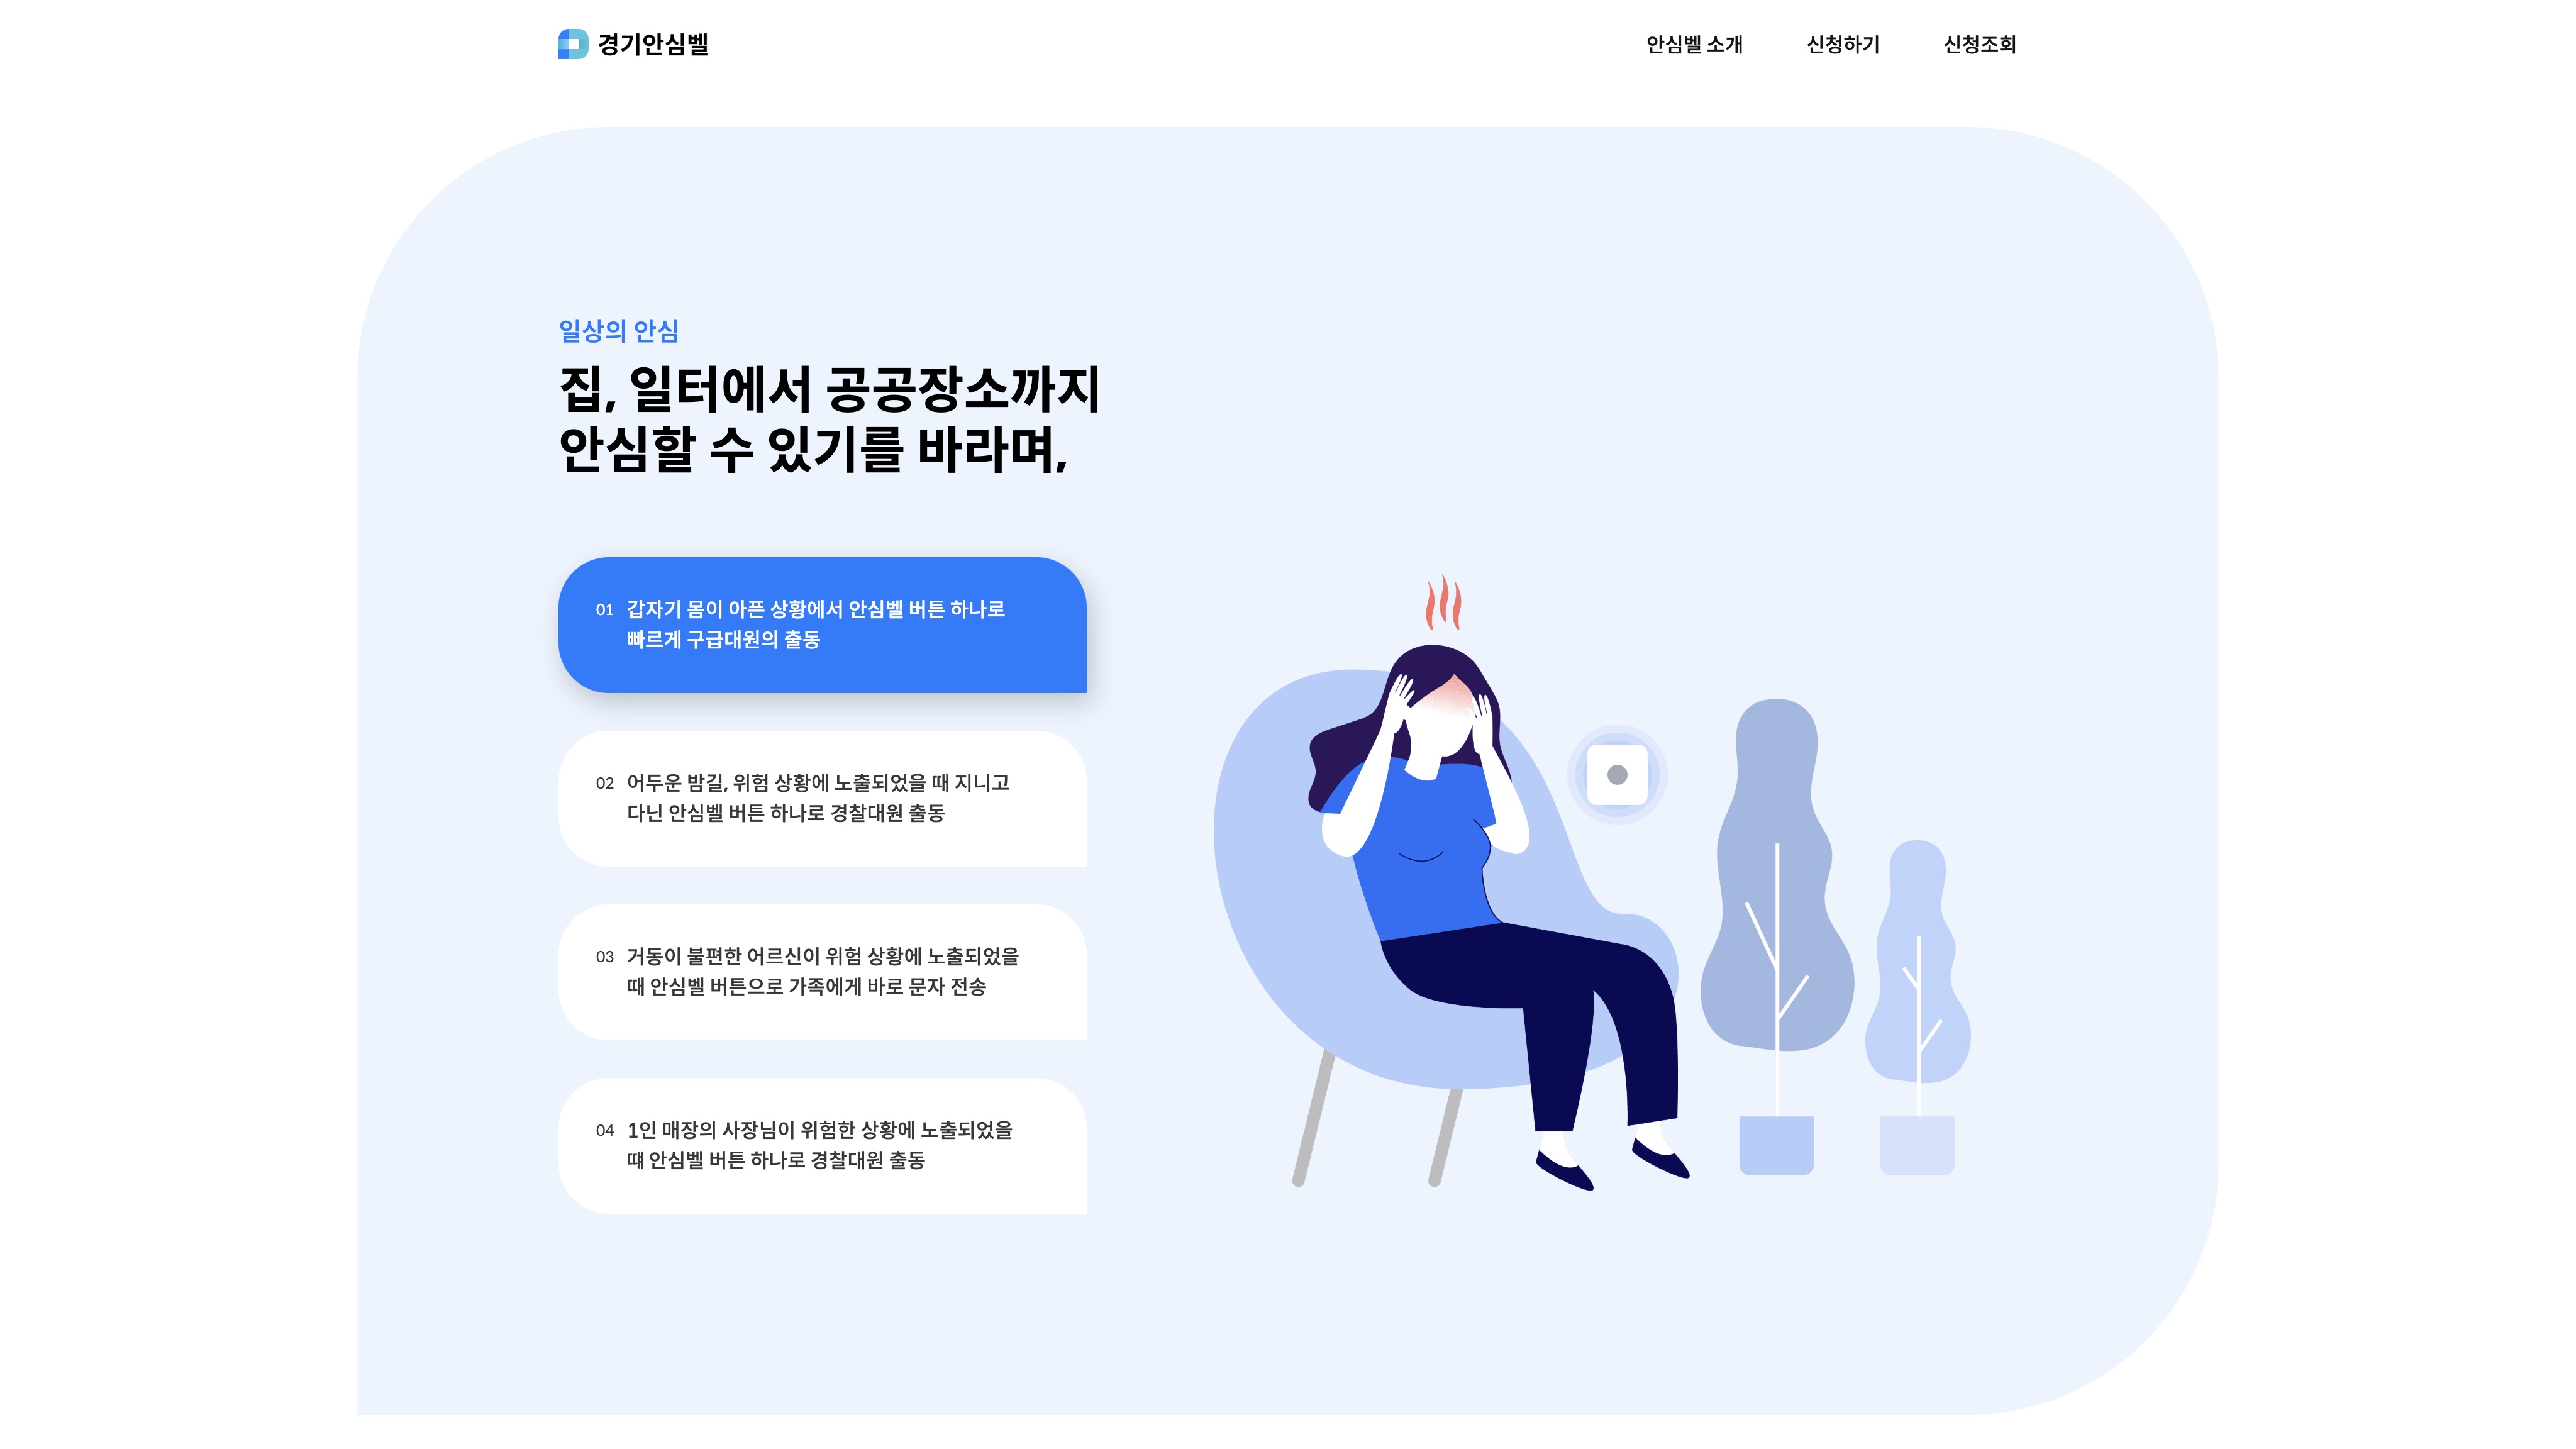 경기안심벨
안심벨 소개
신청하기
신청조회
일상의 안심
집, 일터에서 공공장소까지
안심할 수 있기를 바라며,
01 갑자기 몸이 아픈 상황에서 안심벨 버튼 하나로
빠르게 구급대원의 출동
02 어두운 밤길, 위험 상황에 노출되었을 때 지니고
다닌 안심벨 버튼 하나로 경찰대원 출동
03 거동이 불편한 어르신이 위험 상황에 노출되었을
때 안심벨 버튼으로 가족에게 바로 문자 전송
04 1인 매장의 사장님이 위험한 상황에 노출되었을
떄 안심벨 버튼 하나로 경찰대원 출동